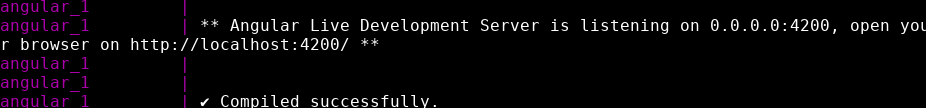 angular_1         |
angular_1         | ** Angular Live Development Server is listening on 0.0.0.0:4200, open you
r browser on http://localhost:4200/ **
angular_1         |
angular_1         |
angular_1         | ✔ Compiled successfully.